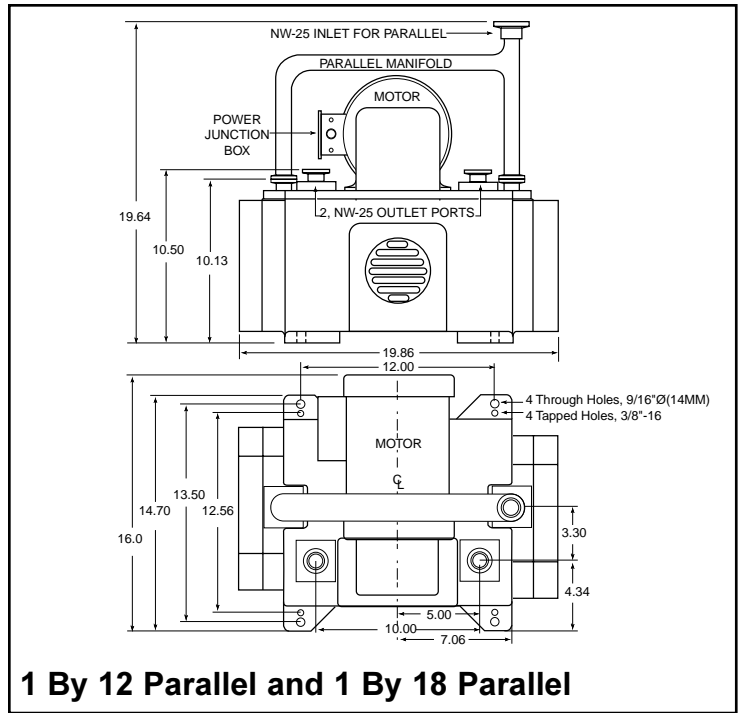 NW-25 INLET FOR PARALLEL
PARALLEL MANIFOLD
MOTOR
POWER
JUNCTION
BOX
2, NW-25 OUTLET PORTS
19.64
10.50
10.13
19.86
12.00
4 Through Holes, 9/16"Ø(14MM)
4 Tapped Holes, 3/8"-16
MOTOR
CL
13.50
14.70
12.56
16.0
3.30
4.34
5.00
10.00
7.06
1 By 12 Parallel and 1 By 18 Parallel